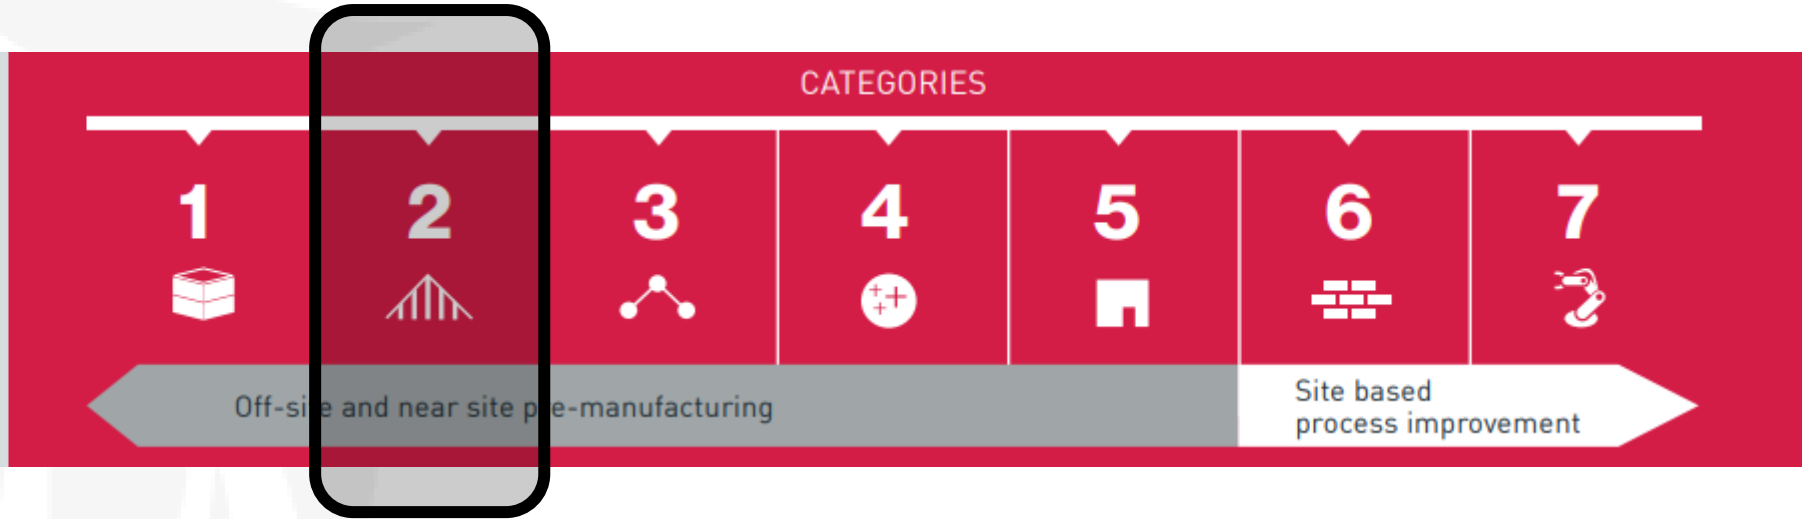 CATEGORIES
1 2 3 4 5 6 7
Off-site and near site pre-manufacturing
Site based
process improvement